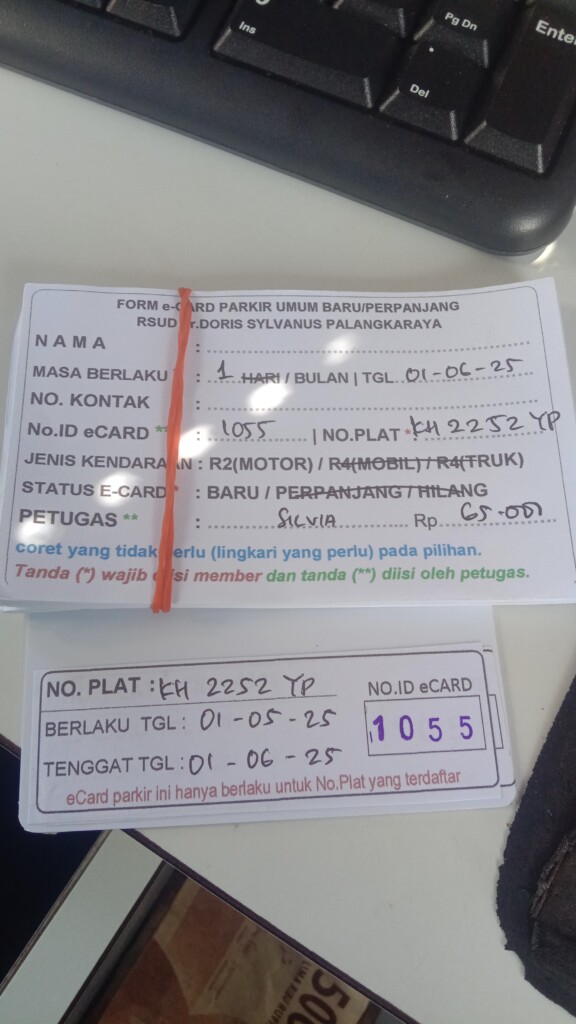 Ins
Pg Dn
Enter
Del
FORM e-CARD PARKIR UMUM BARU/PERPANJANG
RSUD dr.DORIS SYLVANUS PALANGKARAYA
NAMA :
MASA BERLAKU : 1 HARI / BULAN | TGL. 01-06-25
NO. KONTAK :
No.ID eCARD ** : 1055 | NO.PLAT * KH 2252 YP
JENIS KENDARAAN : R2(MOTOR) / R4(MOBIL) / R4(TRUK)
STATUS E-CARD* : BARU / PERPANJANG / HILANG
PETUGAS ** : SILVIA Rp. 65.000
coret yang tidak perlu (lingkari yang perlu) pada pilihan.
Tanda (*) wajib diisi member dan tanda (**) diisi oleh petugas.
NO. PLAT : KH 2252 YP
NO.ID eCARD
BERLAKU TGL : 01-05-25
1055
TENGGAT TGL : 01-06-25
eCard parkir ini hanya berlaku untuk No.Plat yang terdaftar